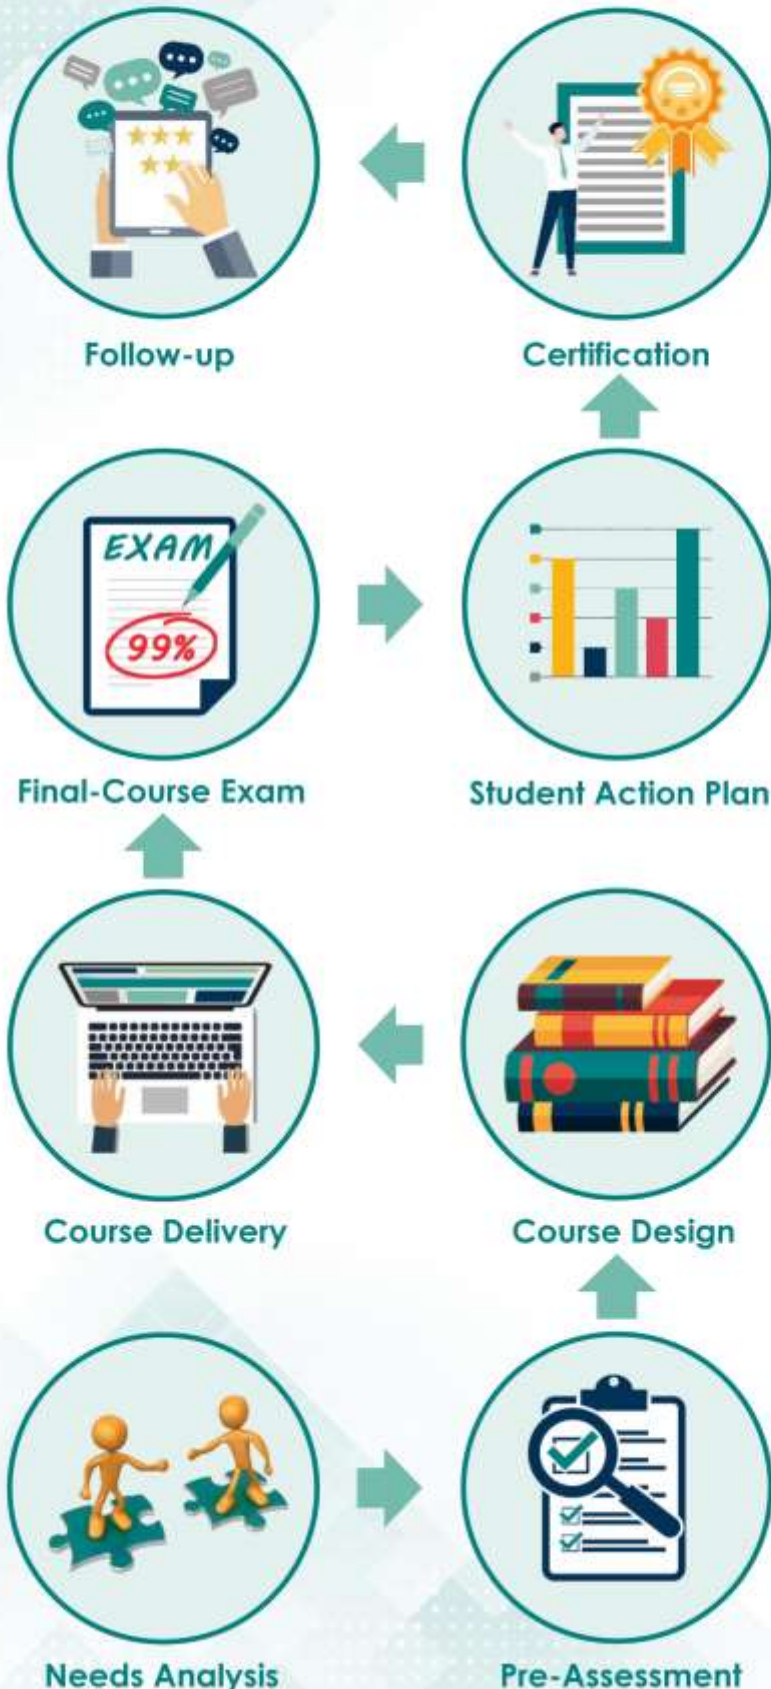 Follow-up
Certification
EXAM
99%
Final-Course Exam
Student Action Plan
Course Delivery
Course Design
Needs Analysis
Pre-Assessment